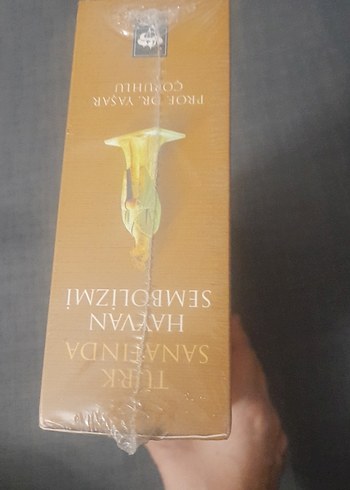 TÜRK
SANATINDA
HAYVAN
SEMBOLİZMİ
PROF. DR. YAŞAR
ÇORUHLU